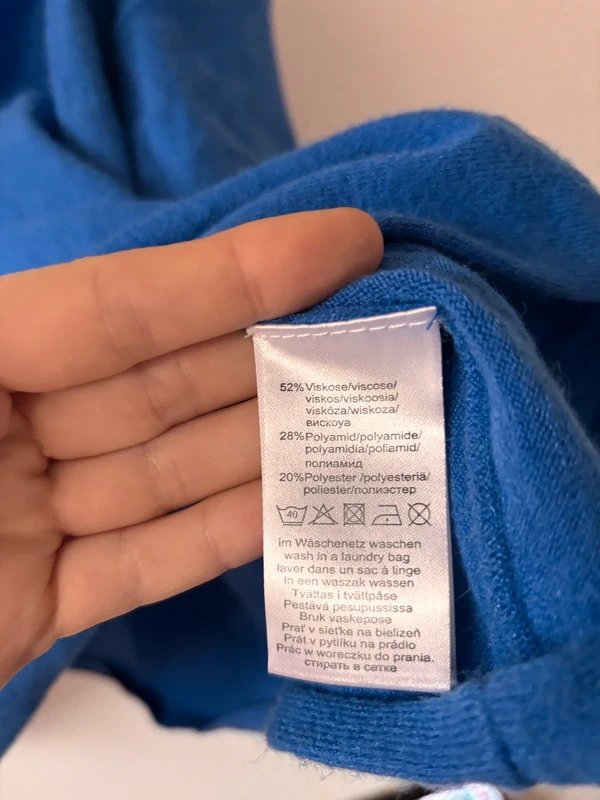 52%Viskose/viscose/
viskos/viskoosia/
viskóza/wiskoza/
вискоуа
28%Polyamid/polyamide/
polyamidia/poliamid/
полиамид
20%Polyester /polyesteriä/
poliester/полиэстер
40
im Wäschenetz waschen
wash in a laundry bag
laver dans un sac à linge
in een waszak wassen
Tvättas i tvättpåse
Pestävä pesupussissa
Bruk vaskepose
Prať v sieťke na bielizeň
Prát v pytlíku na prádlo
Prać w woreczku do prania.
стирать в сетке